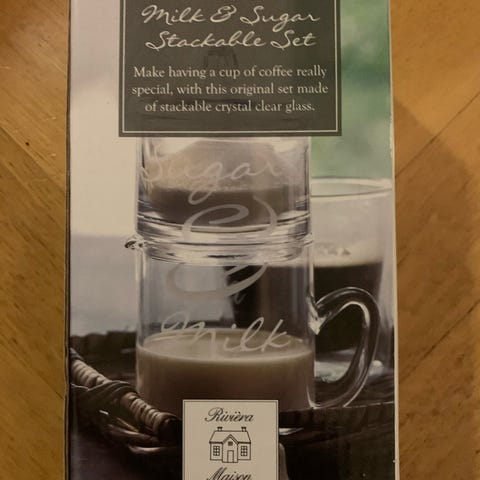 Milk & Sugar
Stackable Set
Make having a cup of coffee really
special, with this original set made
of stackable crystal clear glass.
Sugar
&
Milk
Rivièra
Maison